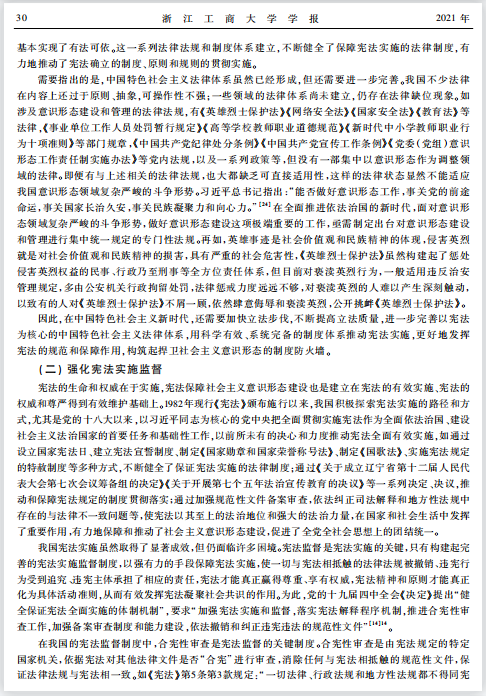 30
浙江工商大学学报
2021 年
基本实现了有法可依。这一系列法律法规和制度体系建立，不断健全了保障宪法实施的法律制度，有
力地推动了宪法确立的制度、原则和规则的贯彻实施。
需要指出的是，中国特色社会主义法律体系虽然已经形成，但还需要进一步完善。我国不少法律
在内容上还过于原则、抽象，可操作性不强；一些领域的法律体系尚未建立，仍存在法律缺位现象。如
涉及意识形态建设和管理的法律法规，有《英雄烈士保护法》《网络安全法》《国家安全法》《教育法》等
法律，《事业单位工作人员处罚暂行规定》《高等学校教师职业道德规范》《新时代中小学教师职业行
为十项准则》等部门规章，《中国共产党纪律处分条例》《中国共产党宣传工作条例》《党委（党组）意识
形态工作责任制实施办法》等党内法规，以及一系列政策等，但没有一部集中以意识形态作为调整领
域的法律。即便有与上述相关的法律法规，也大都缺乏可直接适用性，这样的法律状态显然不能适应
我国意识形态领域复杂严峻的斗争形势。习近平总书记指出：“能否做好意识形态工作，事关党的前途
命运，事关国家长治久安，事关民族凝聚力和向心力。”[24]在全面推进依法治国的新时代，面对意识形
态领域复杂严峻的斗争形势，做好意识形态建设这项极端重要的工作，亟需制定出台对意识形态建设
和管理进行集中统一规定的专门性法规。再如，英雄事迹是社会价值观和民族精神的体现，侵害英烈
就是对社会价值观和民族精神的损害，具有严重的社会危害性，《英雄烈士保护法》虽然构建起了惩处
侵害英烈权益的民事、行政乃至刑事等全方位责任体系，但目前对亵渎英烈行为，一般适用违反治安
管理规定，多由公安机关行政拘留处罚，法律惩戒力度远远不够，对亵渎英烈的人难以产生深刻触动，
以致有的人对《英雄烈士保护法》不屑一顾，依然肆意侮辱和亵渎英烈，公开挑衅《英雄烈士保护法》。
因此，在中国特色社会主义新时代，还需要加快立法步伐，不断提高立法质量，进一步完善以宪法
为核心的中国特色社会主义法律体系，用科学有效、系统完备的制度体系推动宪法实施，更好地发挥
宪法的规范和保障作用，构筑起捍卫社会主义意识形态的制度防火墙。
（二）强化宪法实施监督
宪法的生命和权威在于实施，宪法保障社会主义意识形态建设也是建立在宪法的有效实施、宪法的
权威和尊严得到有效维护基础上。1982年现行《宪法》颁布施行以来，我国积极探索宪法实施的路径和方
式，尤其是党的十八大以来，以习近平同志为核心的党中央把全面贯彻实施宪法作为全面依法治国、建设
社会主义法治国家的首要任务和基础性工作，以前所未有的决心和力度推动宪法全面有效实施，如通过
设立国家宪法日、建立宪法宣誓制度、制定《国家勋章和国家荣誉称号法》、制定《国歌法》、实施宪法规定
的特赦制度等多种方式，不断健全了保证宪法实施的法律制度；通过《关于成立辽宁省第十二届人民代
表大会第七次会议筹备组的决定》《关于开展第七个五年法治宣传教育的决议》等一系列决定、决议，推
动和保障宪法规定的制度贯彻落实；通过加强规范性文件备案审查，依法纠正司法解释和地方性法规中
存在的与法律不一致问题等，使宪法以其至上的法治地位和强大的法治力量，在国家和社会生活中发挥
了重要作用，有力地保障和推动了社会主义意识形态建设，促进了全党全社会思想上的团结统一。
我国宪法实施虽然取得了显著成效，但仍面临许多困境。宪法监督是宪法实施的关键，只有构建起完
善的宪法实施监督制度，以强有力的手段保障宪法实施，使一切与宪法相抵触的法律法规被撤销、违宪行
为受到追究、违宪主体承担了相应的责任，宪法才能真正赢得尊重、享有权威，宪法精神和原则才能真正
化为具体活动准则，从而有效发挥宪法凝聚社会共识的作用。为此，党的十九届四中全会《决定》提出“健
全保证宪法全面实施的体制机制”，要求“加强宪法实施和监督，落实宪法解释程序机制，推进合宪性审
查工作，加强备案审查制度和能力建设，依法撤销和纠正违宪违法的规范性文件”[14]14。
在我国的宪法监督制度中，合宪性审查是宪法监督的关键制度。合宪性审查是由宪法规定的特定
国家机关，依据宪法对其他法律文件是否“合宪”进行审查，消除任何与宪法相抵触的规范性文件，保
证法律法规与宪法相一致。如《宪法》第5条第3款规定：“一切法律、行政法规和地方性法规都不得同宪